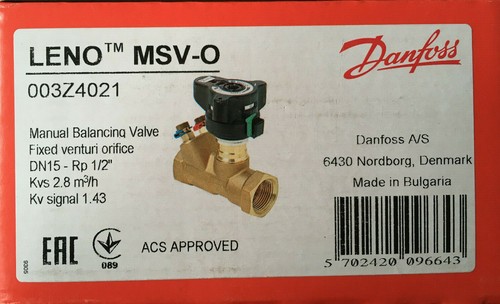 LENO™ MSV-O
Danfoss
003Z4021
Manual Balancing Valve
Fixed venturi orifice
DN15 - Rp 1/2"
Kvs 2.8 m³/h
Kv signal 1.43
Danfoss A/S
6430 Nordborg, Denmark
Made in Bulgaria
EAC
089
ACS APPROVED
5 702420 096643